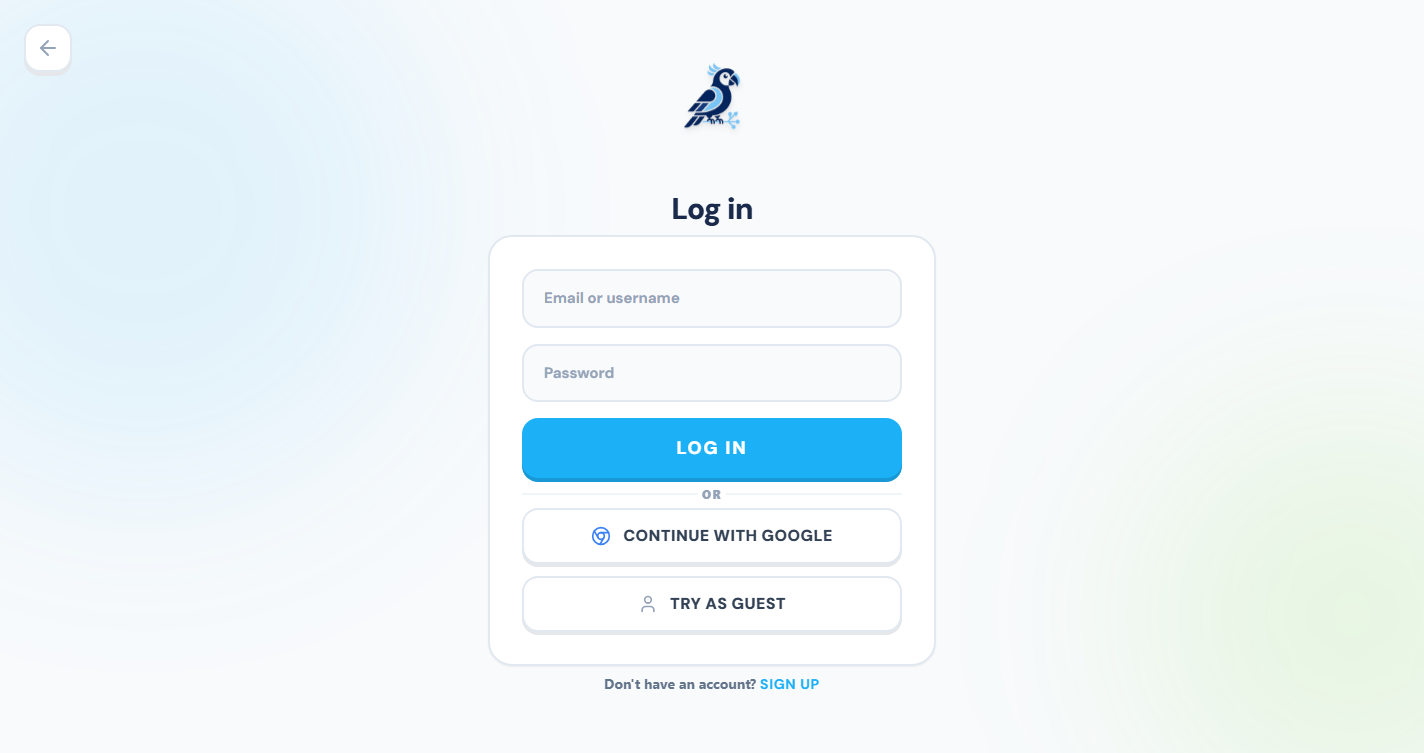 Log in
Email or username
Password
LOG IN
OR
CONTINUE WITH GOOGLE
TRY AS GUEST
Don't have an account? SIGN UP